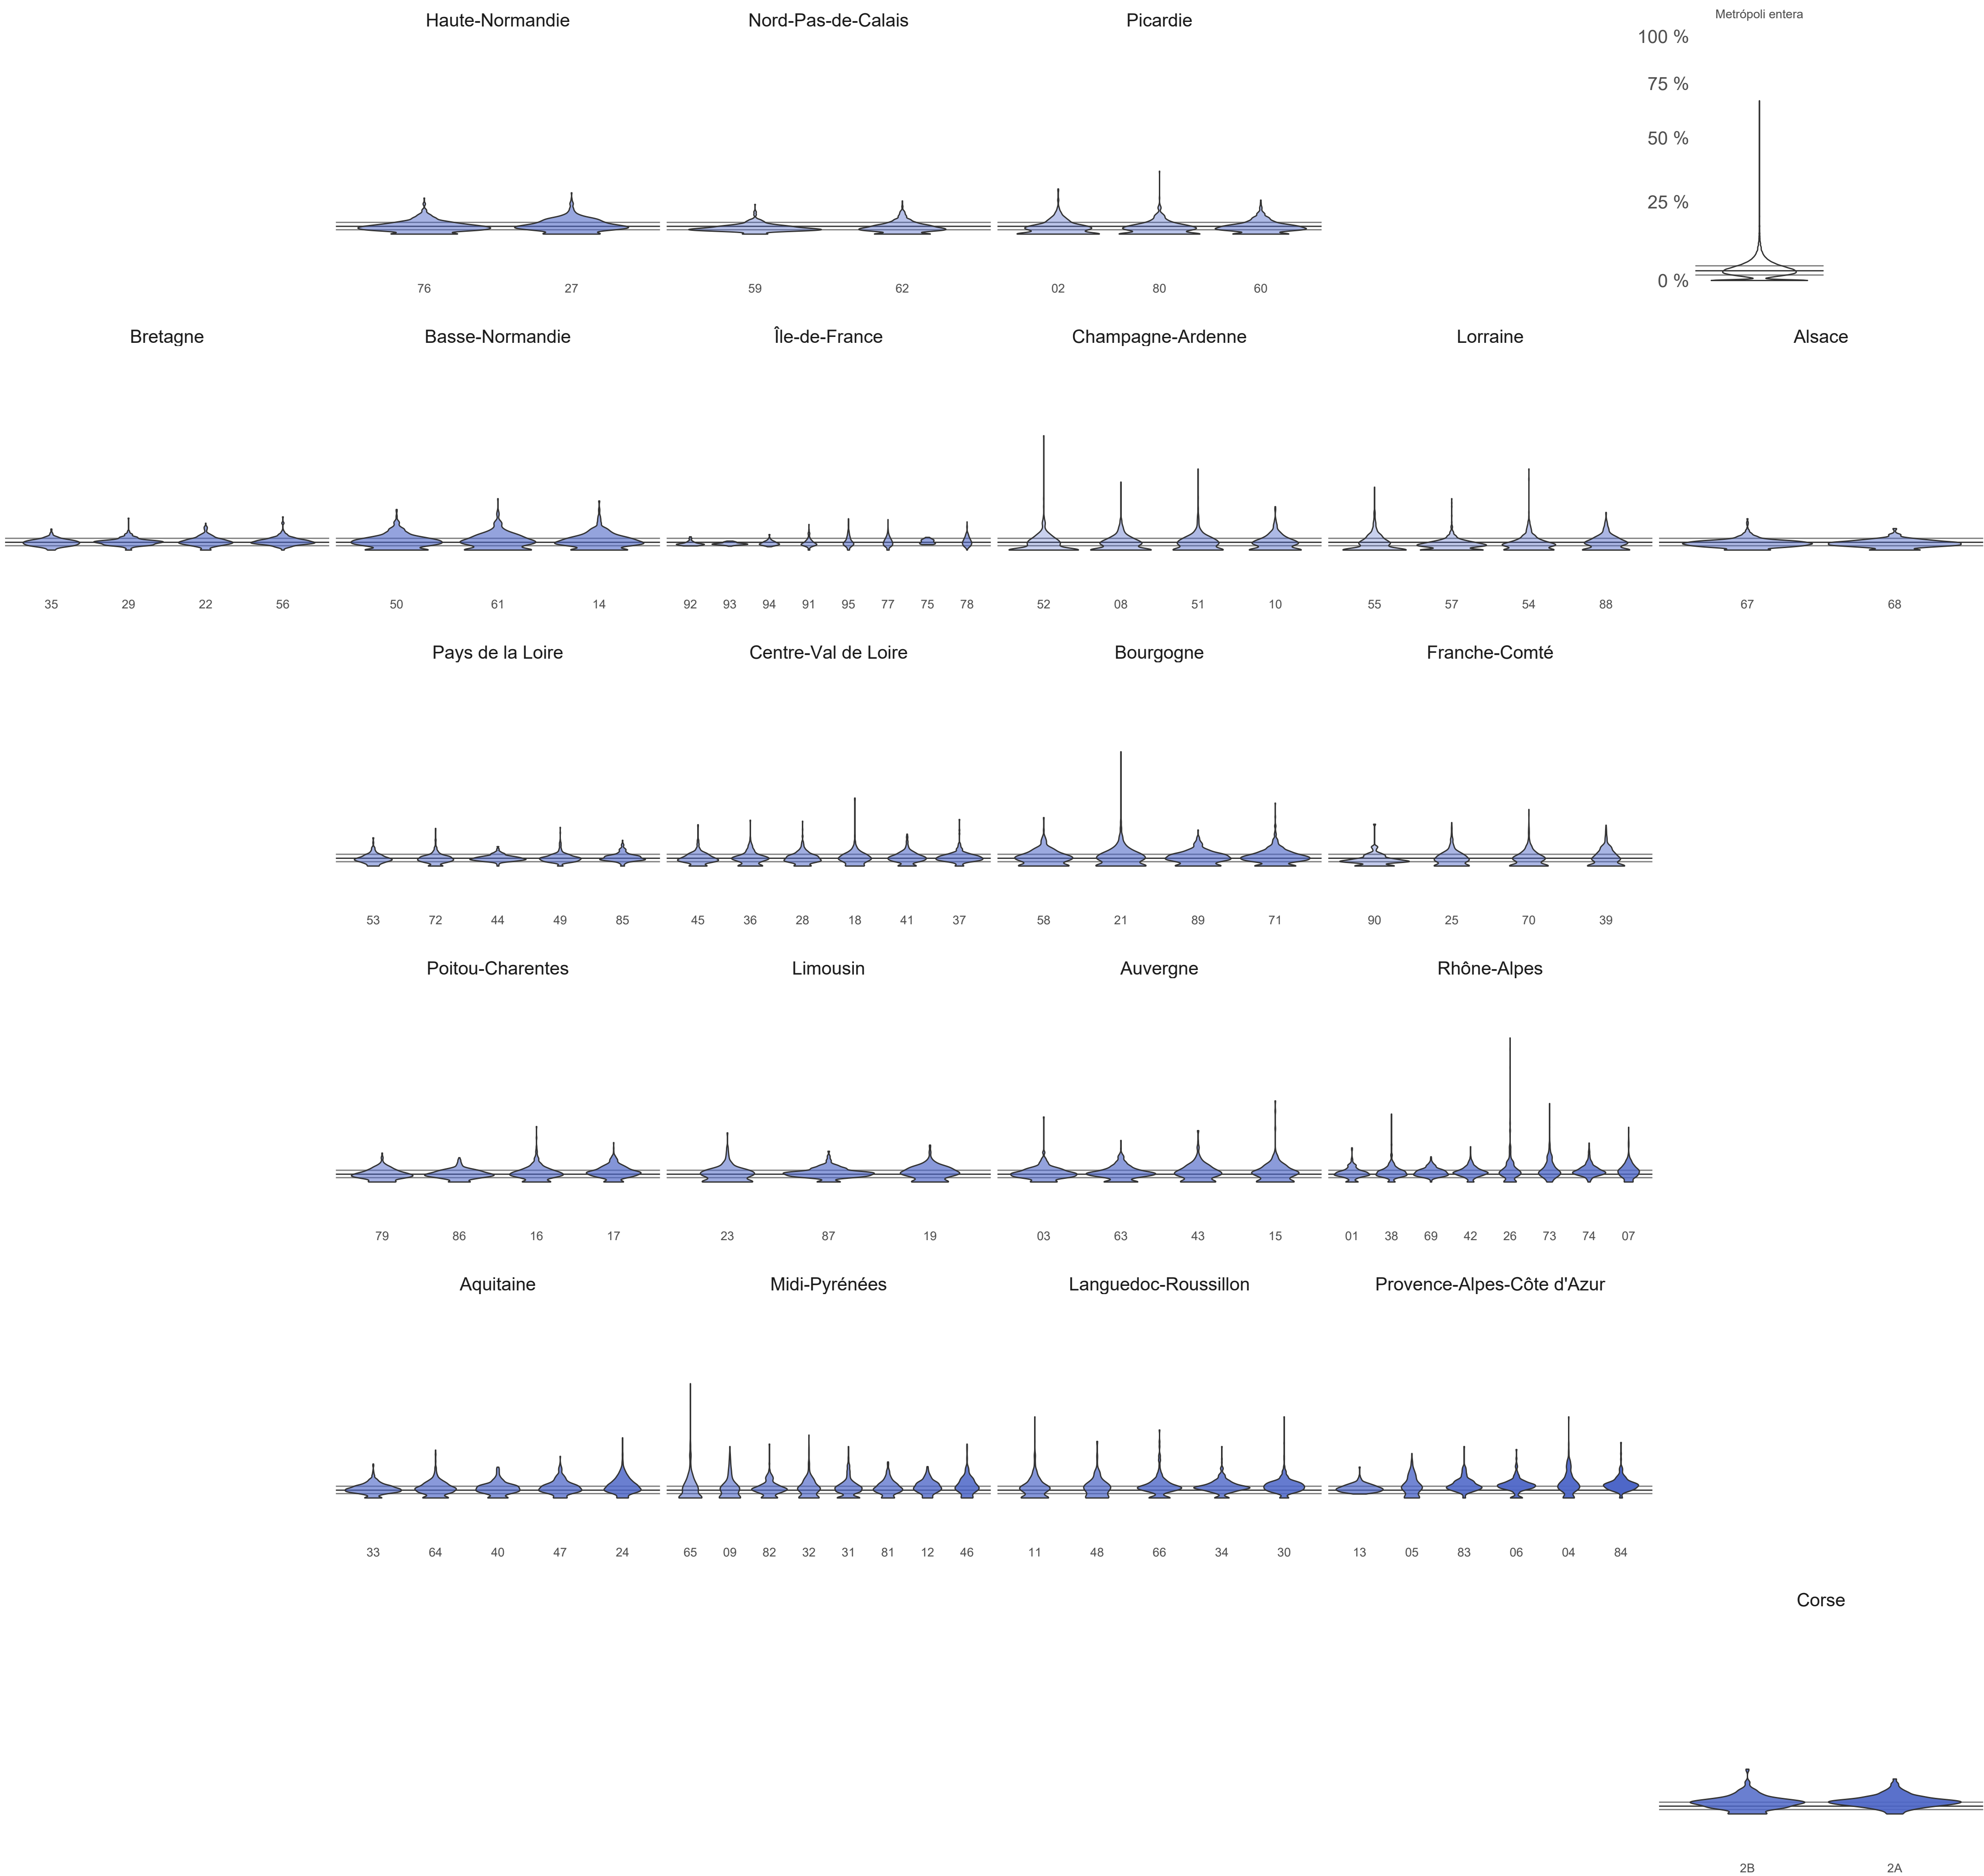 Haute-Normandie Nord-Pas-de-Calais Picardie Metrópoli entera
100 %
75 %
50 %
25 %
0 %
76 27 59 62 02 80 60
Bretagne Basse-Normandie Île-de-France Champagne-Ardenne Lorraine Alsace
35 29 22 56 50 61 14 92 93 94 91 95 77 75 78 52 08 51 10 55 57 54 88 67 68
Pays de la Loire Centre-Val de Loire Bourgogne Franche-Comté
53 72 44 49 85 45 36 28 18 41 37 58 21 89 71 90 25 70 39
Poitou-Charentes Limousin Auvergne Rhône-Alpes
79 86 16 17 23 87 19 03 63 43 15 01 38 69 42 26 73 74 07
Aquitaine Midi-Pyrénées Languedoc-Roussillon Provence-Alpes-Côte d'Azur
33 64 40 47 24 65 09 82 32 31 81 12 46 11 48 66 34 30 13 05 83 06 04 84
Corse
2B 2A